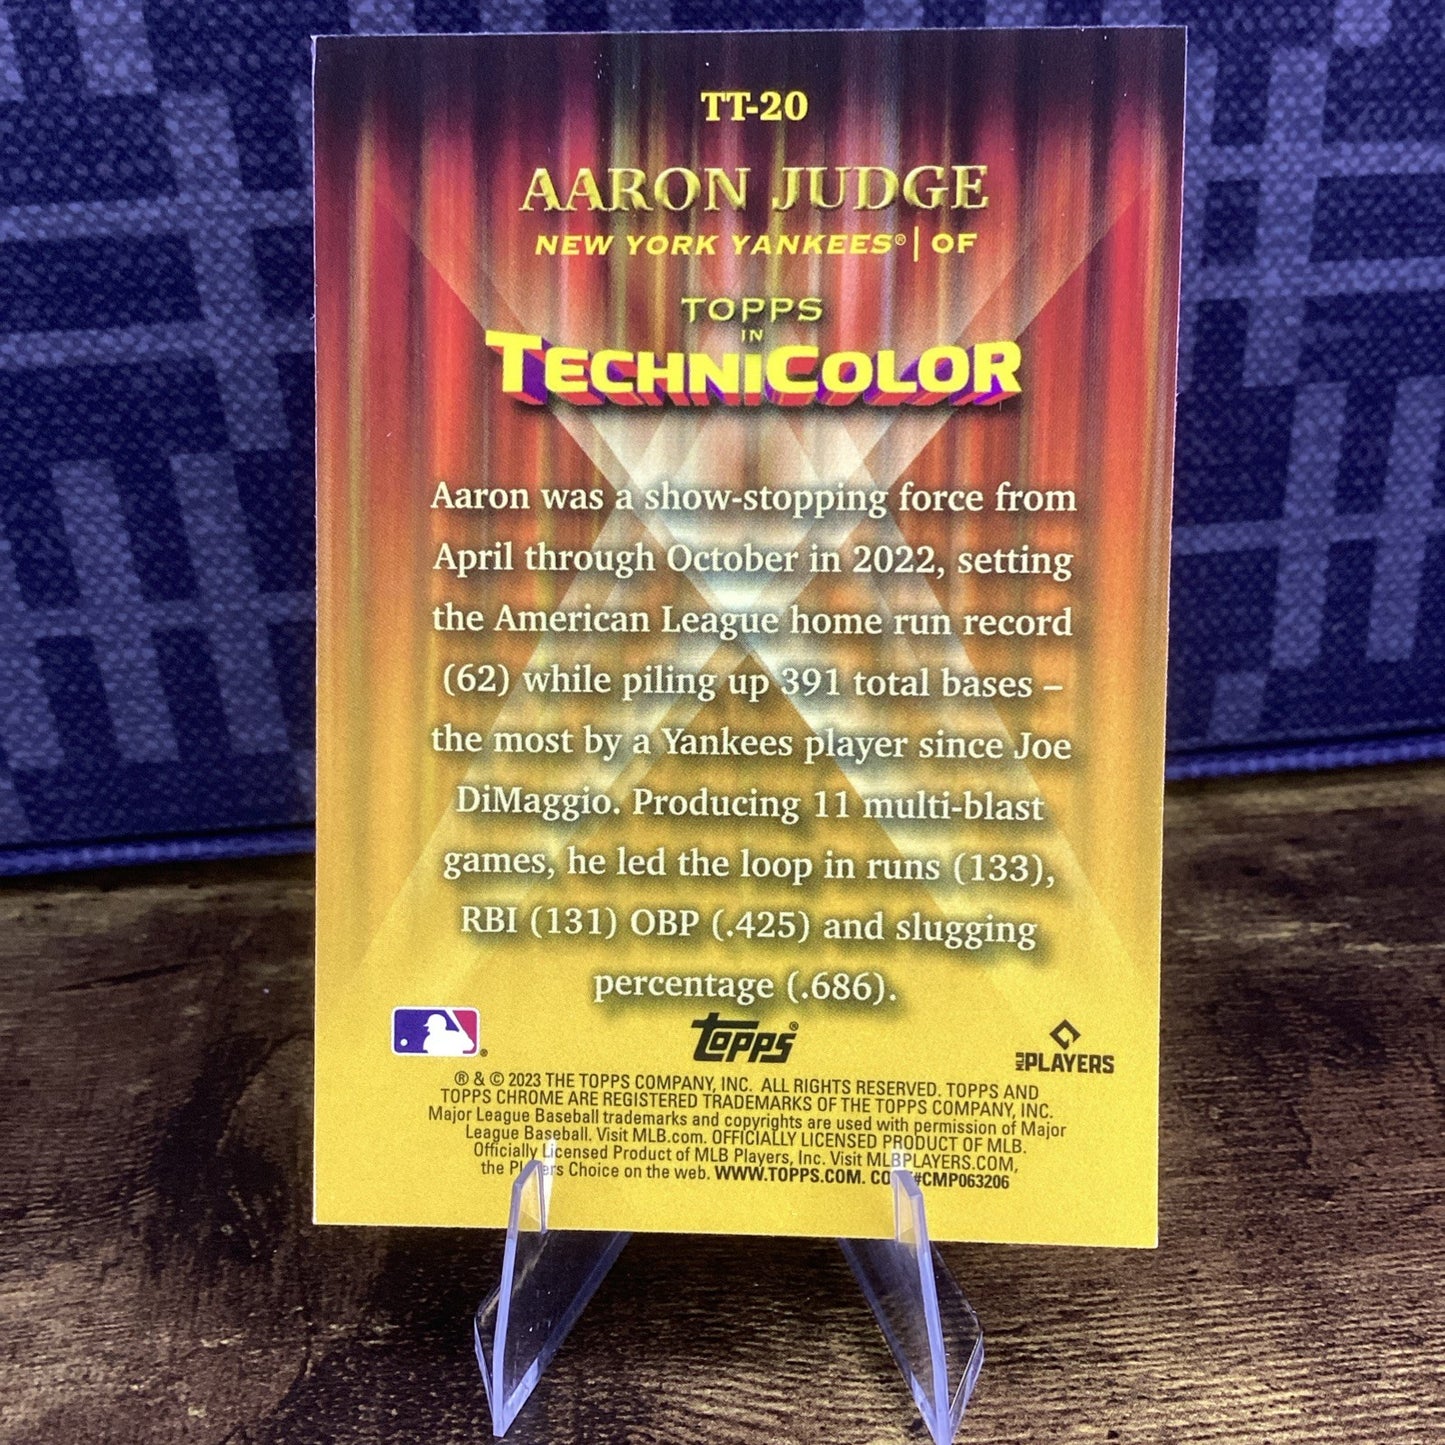 TT-20
AARON JUDGE
NEW YORK YANKEES® | OF
TOPPS
IN
TECHNICOLOR
Aaron was a show-stopping force from
April through October in 2022, setting
the American League home run record
(62) while piling up 391 total bases –
the most by a Yankees player since Joe
DiMaggio. Producing 11 multi-blast
games, he led the loop in runs (133),
RBI (131) OBP (.425) and slugging
percentage (.686).
topps®
MLB PLAYERS
® & © 2023 THE TOPPS COMPANY, INC. ALL RIGHTS RESERVED. TOPPS AND
TOPPS CHROME ARE REGISTERED TRADEMARKS OF THE TOPPS COMPANY, INC.
Major League Baseball trademarks and copyrights are used with permission of Major
League Baseball. Visit MLB.com. OFFICIALLY LICENSED PRODUCT OF MLB.
Officially Licensed Product of MLB Players, Inc. Visit MLBPLAYERS.COM,
the Players Choice on the web. WWW.TOPPS.COM. CODE#CMP063206